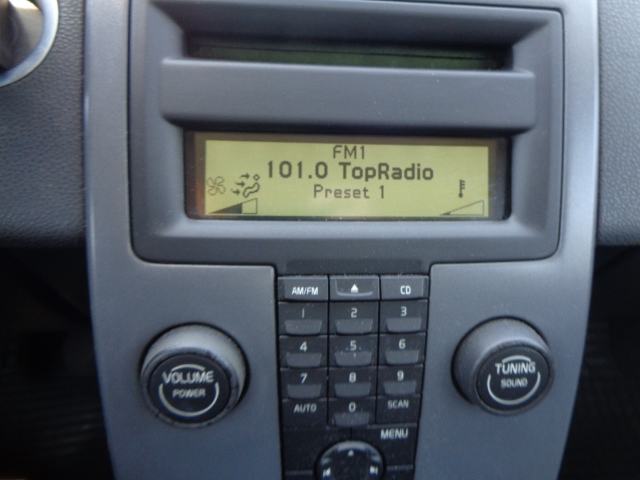 FM1
101.0 TopRadio
Preset 1
AM/FM CD
1 2 3
4 5 6
7 8 9
AUTO 0 SCAN
MENU
VOLUME
POWER
TUNING
SOUND